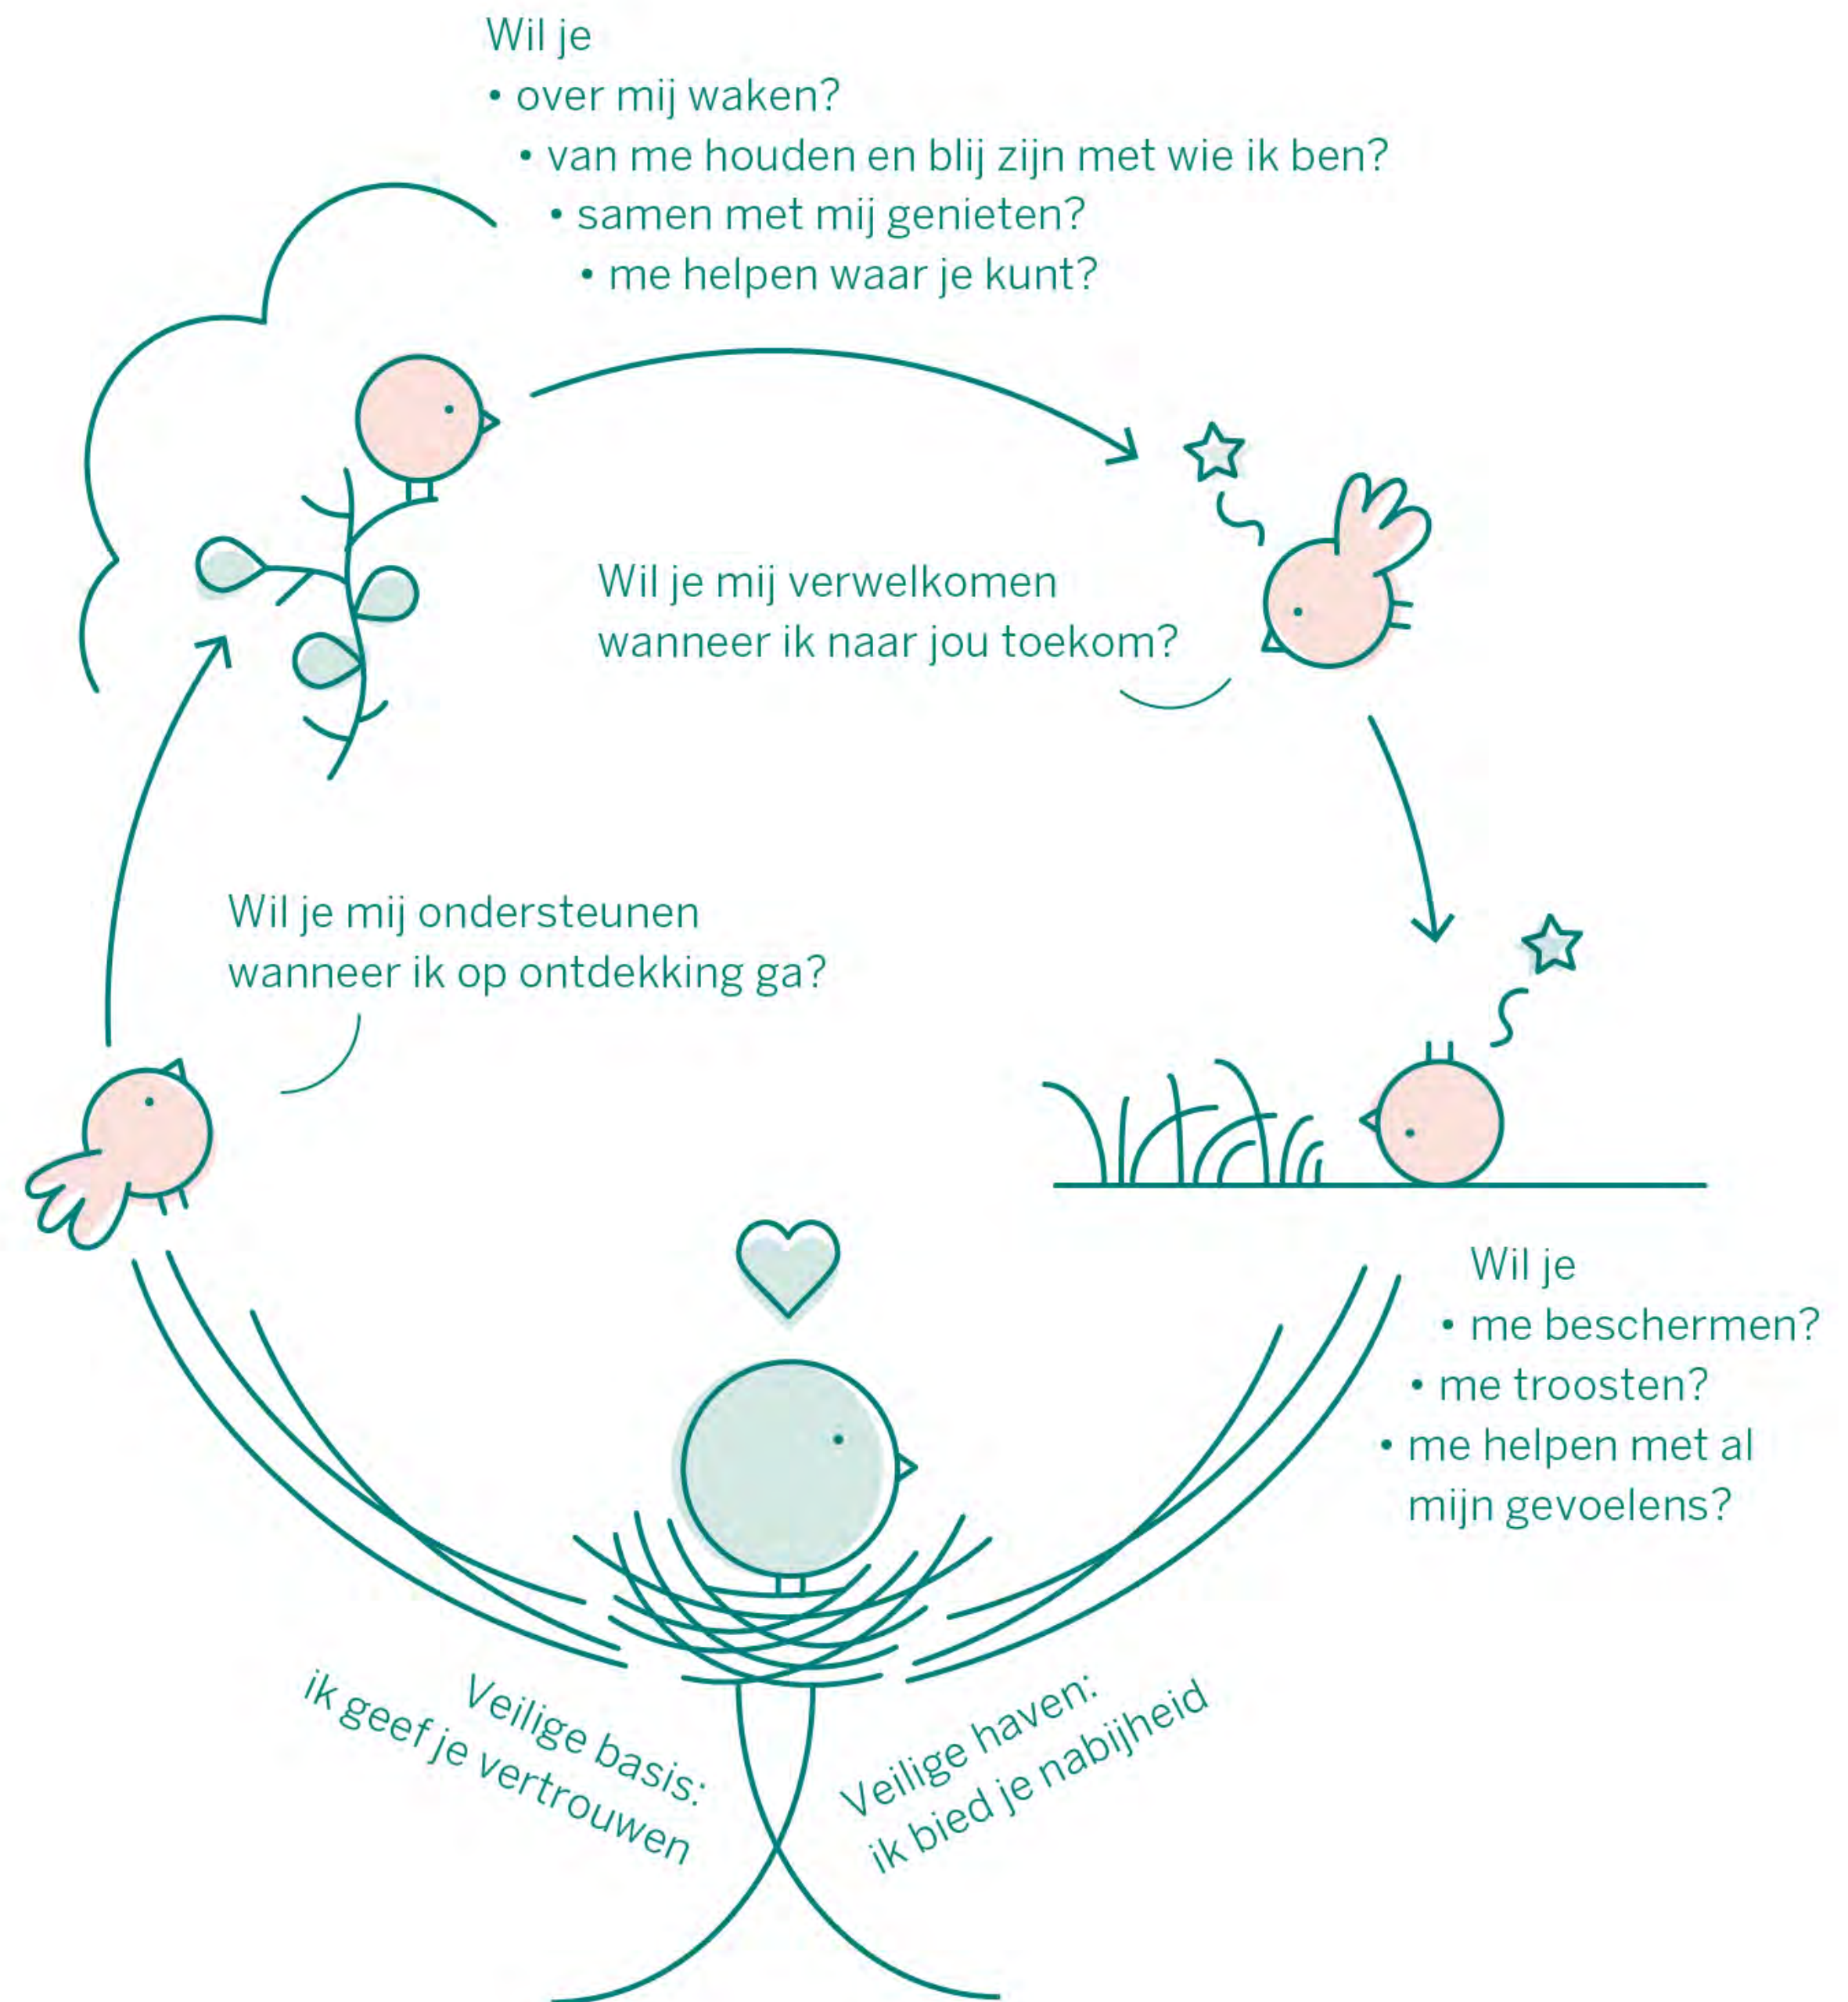 Wil je
• over mij waken?
• van me houden en blij zijn met wie ik ben?
• samen met mij genieten?
• me helpen waar je kunt?
Wil je mij verwelkomen
wanneer ik naar jou toekom?
Wil je mij ondersteunen
wanneer ik op ontdekking ga?
Wil je
• me beschermen?
• me troosten?
• me helpen met al
mijn gevoelens?
Veilige basis:
ik geef je vertrouwen
Veilige haven:
ik bied je nabijheid